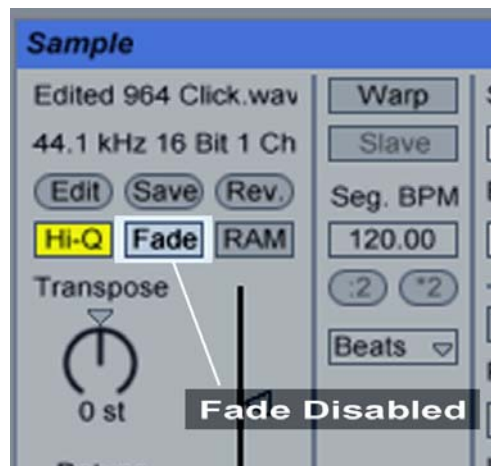 Sample
Edited 964 Click.wav
44.1 kHz 16 Bit 1 Ch
Edit Save Rev.
Hi-Q Fade RAM
Transpose
0 st
Warp
Slave
Seg. BPM
120.00
:2 *2
Beats
Fade Disabled